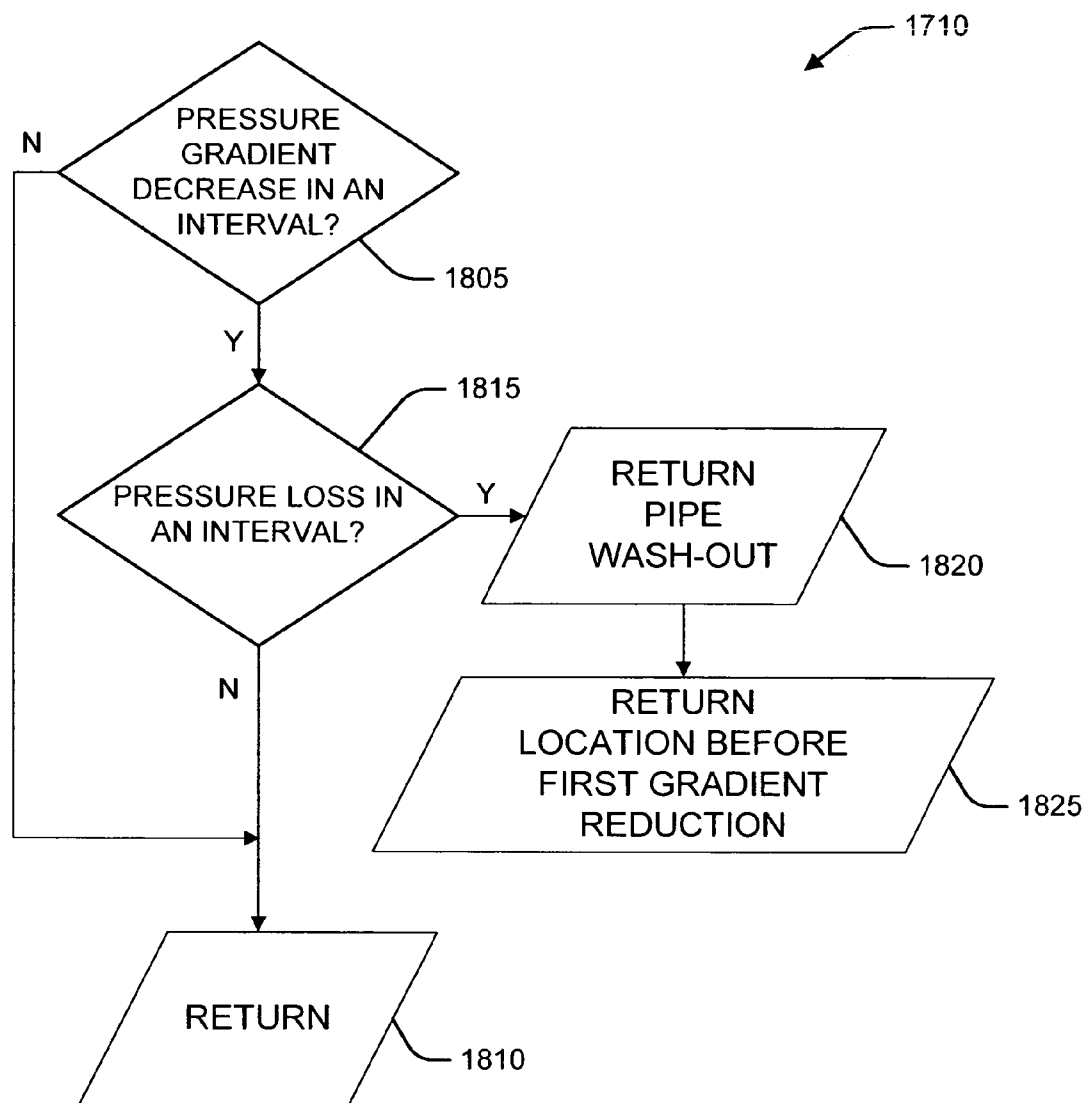 1710
PRESSURE
GRADIENT
DECREASE IN AN
INTERVAL?
N
1805
Y
1815
PRESSURE LOSS IN
AN INTERVAL?
Y
RETURN
PIPE
WASH-OUT
1820
N
RETURN
LOCATION BEFORE
FIRST GRADIENT
REDUCTION
1825
RETURN
1810